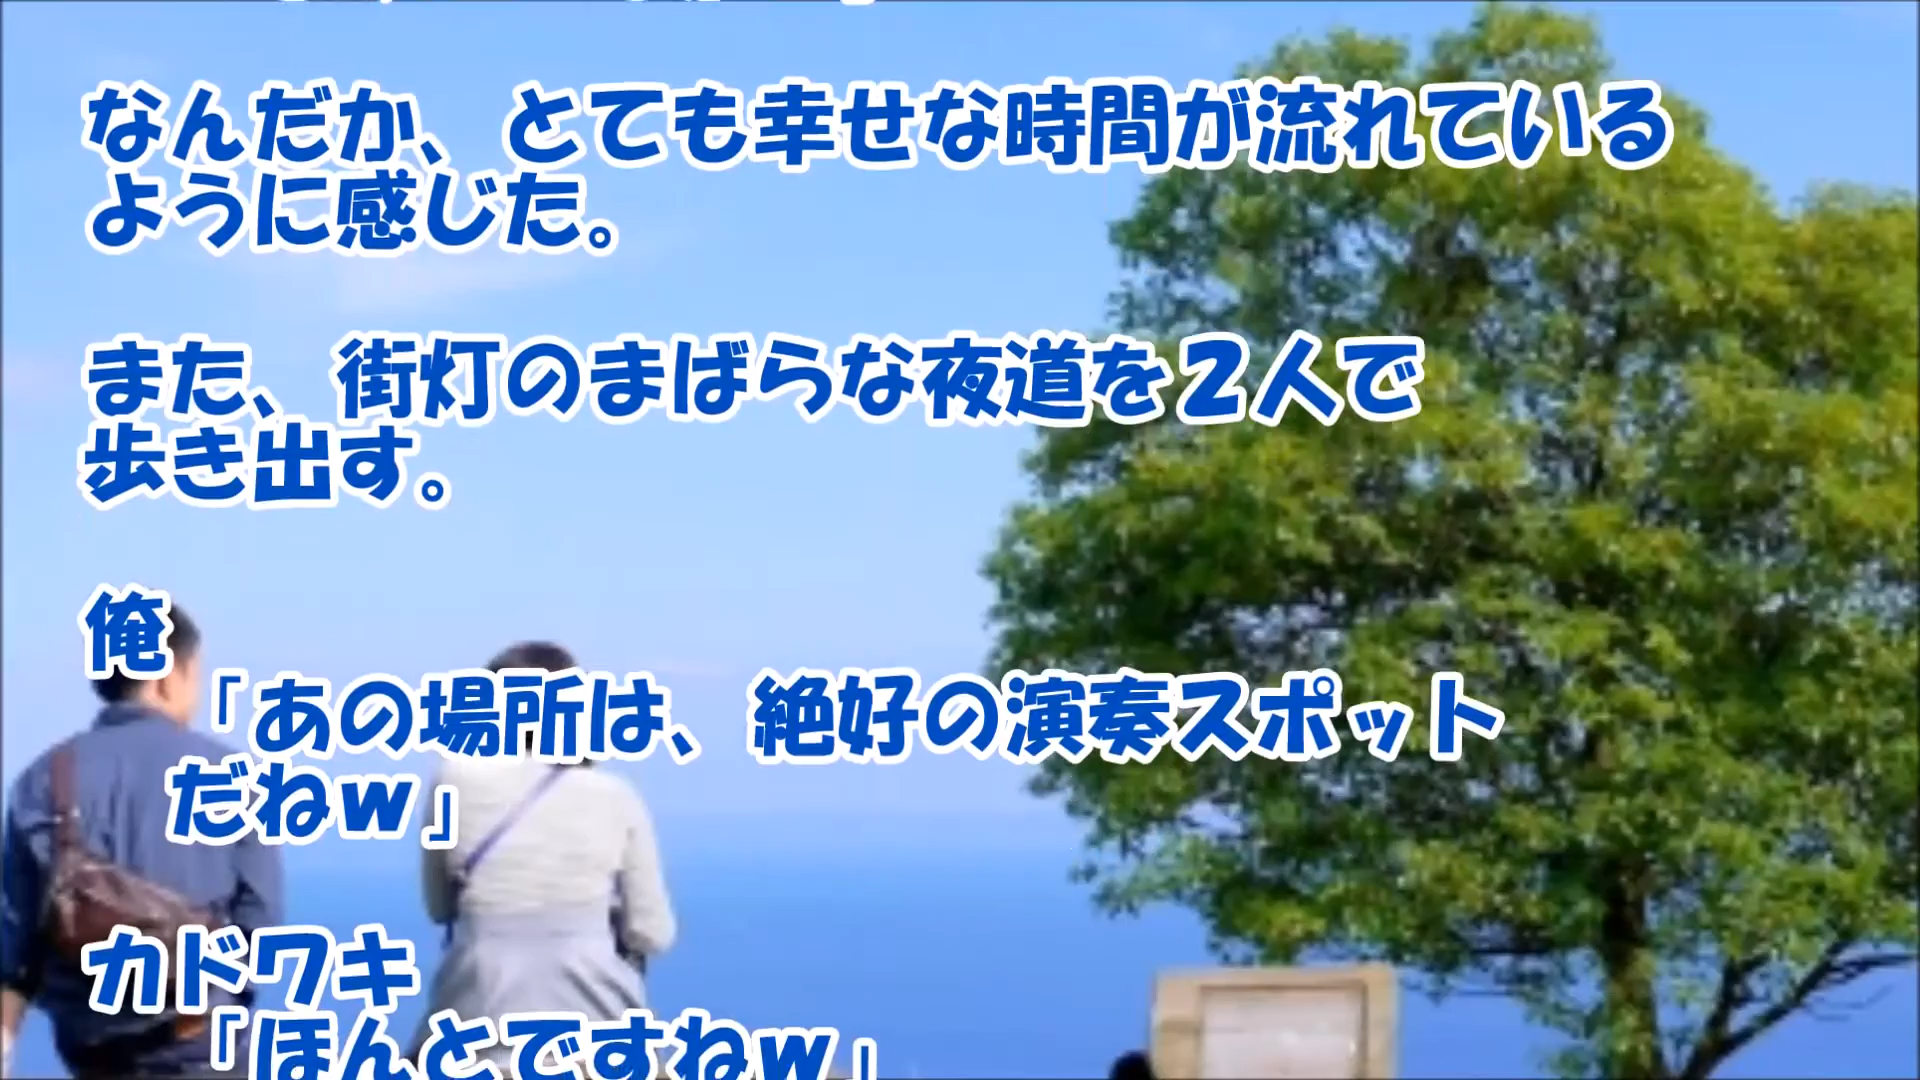 なんだか、とても幸せな時間が流れている
ように感じた。
また、街灯のまばらな夜道を２人で
歩き出す。
俺
「あの場所は、絶好の演奏スポット
だねｗ」
カドワキ
「ほんとですねｗ」